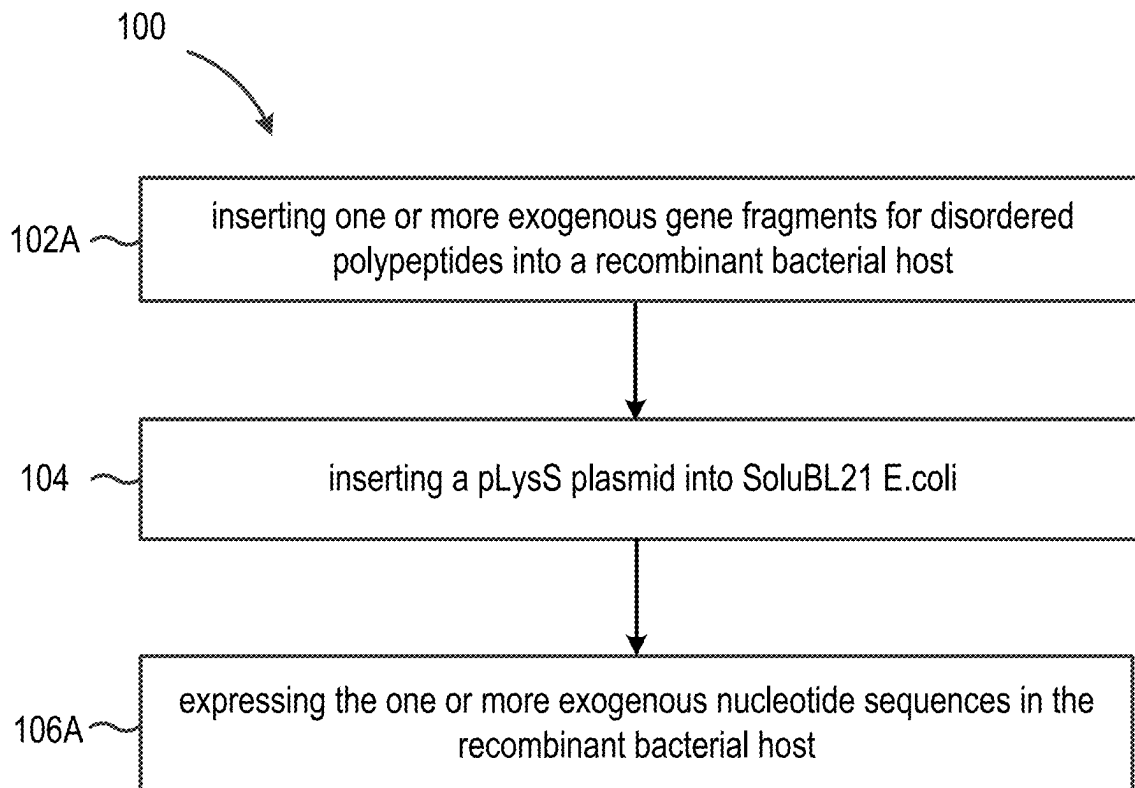 100
102A
inserting one or more exogenous gene fragments for disordered
polypeptides into a recombinant bacterial host
104
inserting a pLysS plasmid into SoluBL21 E.coli
106A
expressing the one or more exogenous nucleotide sequences in the
recombinant bacterial host